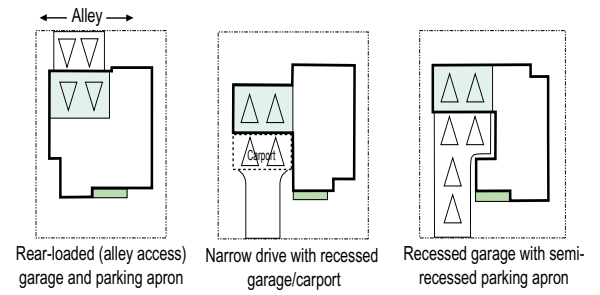 Alley
Carport
Rear-loaded (alley access)
garage and parking apron
Narrow drive with recessed
garage/carport
Recessed garage with semi-
recessed parking apron